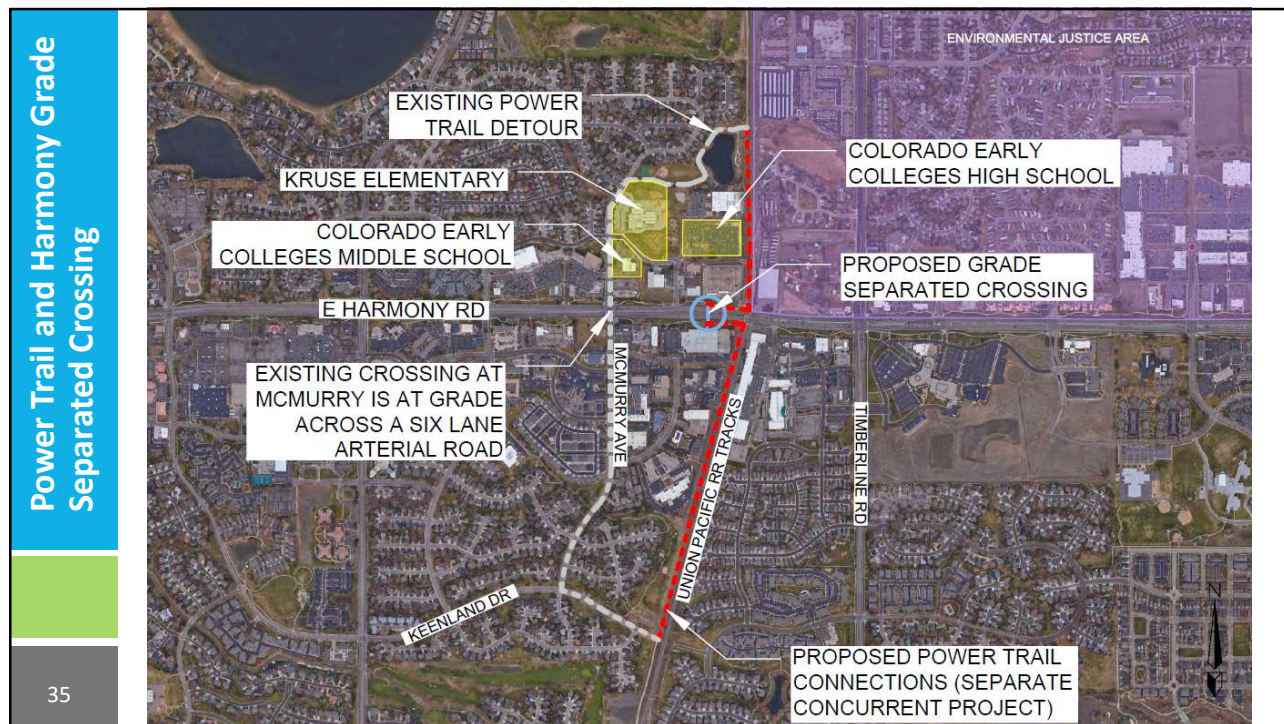 Power Trail and Harmony Grade
Separated Crossing
35
ENVIRONMENTAL JUSTICE AREA
EXISTING POWER
TRAIL DETOUR
KRUSE ELEMENTARY
COLORADO EARLY
COLLEGES HIGH SCHOOL
COLORADO EARLY
COLLEGES MIDDLE SCHOOL
PROPOSED GRADE
SEPARATED CROSSING
E HARMONY RD
EXISTING CROSSING AT
MCMURRY IS AT GRADE
ACROSS A SIX LANE
ARTERIAL ROAD
MCMURRY AVE
UNION PACIFIC RR TRACKS
TIMBERLINE RD
KEENLAND DR
PROPOSED POWER TRAIL
CONNECTIONS (SEPARATE
CONCURRENT PROJECT)
N